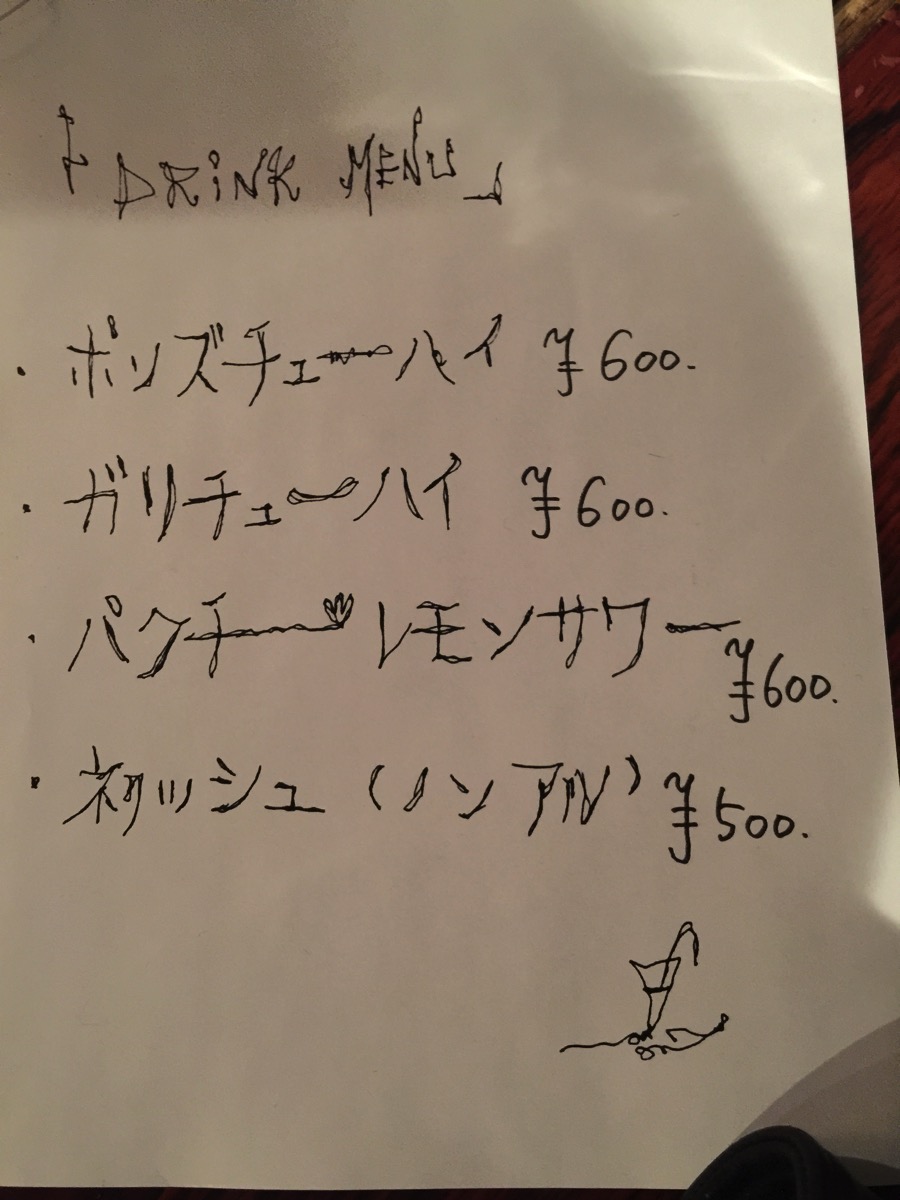 『DRiNK MENU』
・ポンズチューハイ ¥600.
・ガリチューハイ ¥600.
・パクチーレモンサワー
¥600.
・ネクッシュ(ノンアル) ¥500.